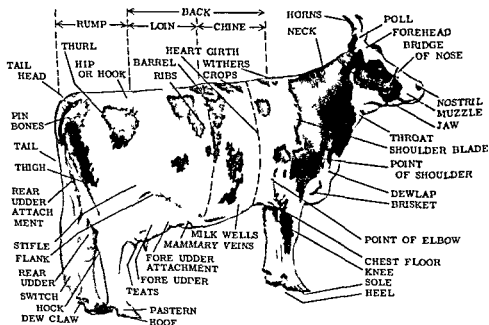 BACK
RUMP
LOIN
CHINE
HORNS
POLL
FOREHEAD
BRIDGE
OF NOSE
NECK
HEART GIRTH
WITHERS
CROPS
BARREL
RIBS
THURL
HIP
OR HOOK
TAIL
HEAD
PIN
BONES
TAIL
THIGH
REAR
UDDER
ATTACH
MENT
STIFLE
FLANK
REAR
UDDER
SWITCH
HOCK
DEW CLAW
NOSTRIL
MUZZLE
JAW
THROAT
SHOULDER BLADE
POINT
OF SHOULDER
DEWLAP
BRISKET
POINT OF ELBOW
CHEST FLOOR
KNEE
SOLE
HEEL
MILK WELLS
MAMMARY VEINS
FORE UDDER
ATTACHMENT
FORE UDDER
TEATS
PASTERN
HOOF